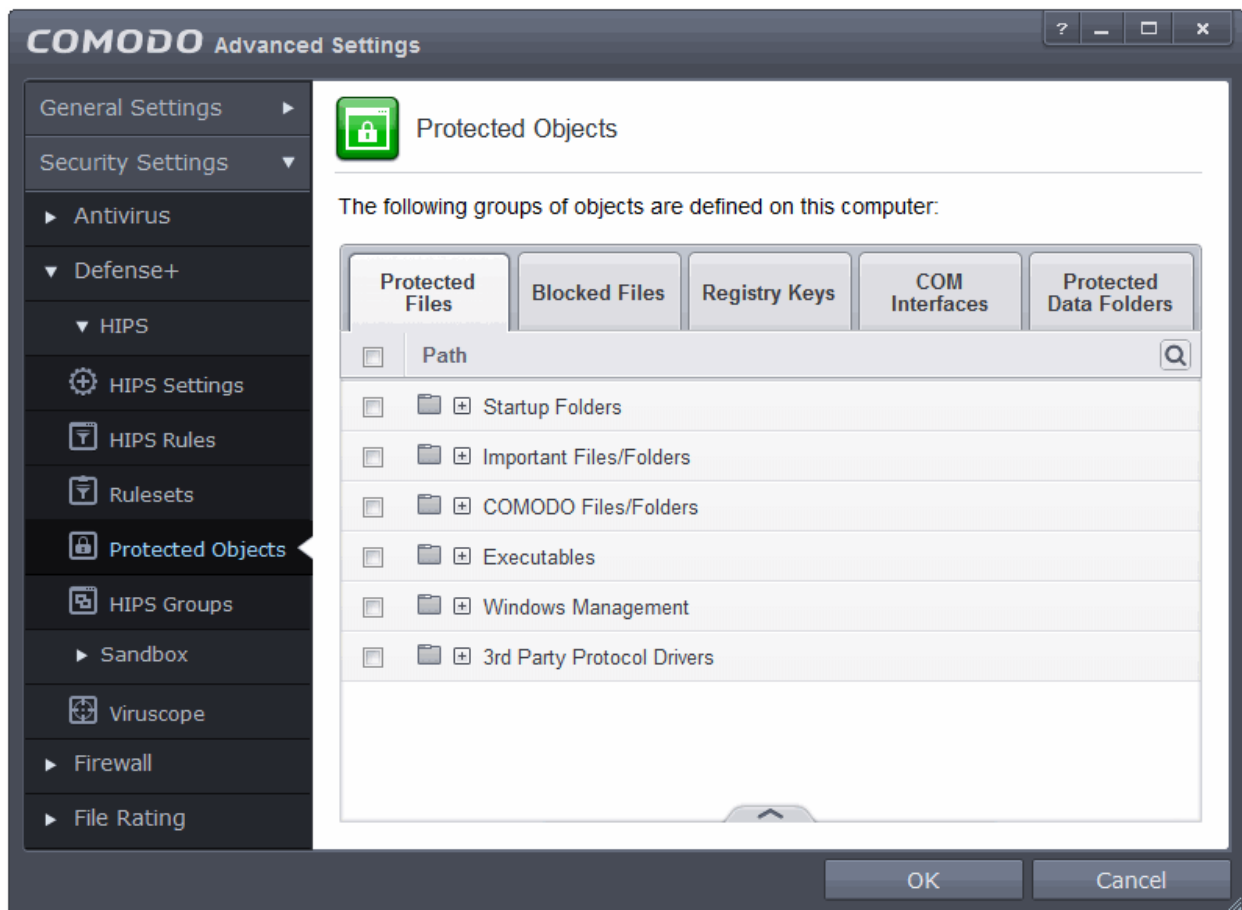 COMODO Advanced Settings
?
General Settings
Security Settings
Antivirus
Defense+
HIPS
HIPS Settings
HIPS Rules
Rulesets
Protected Objects
HIPS Groups
Sandbox
Viruscope
Firewall
File Rating
Protected Objects
The following groups of objects are defined on this computer:
Protected
Files
Blocked Files
Registry Keys
COM
Interfaces
Protected
Data Folders
Path
Startup Folders
Important Files/Folders
COMODO Files/Folders
Executables
Windows Management
3rd Party Protocol Drivers
OK
Cancel